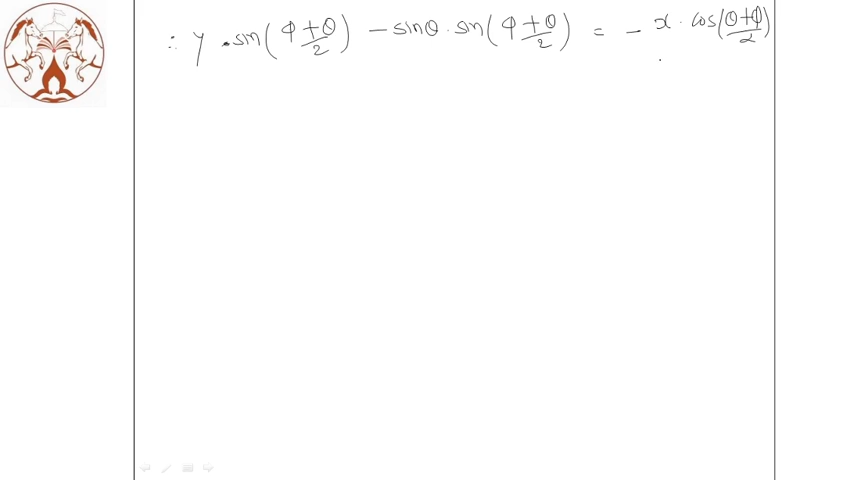 ∴ y . sin(φ+θ/2) − sinθ . sin(φ+θ/2) = − x . cos(θ+φ/2)